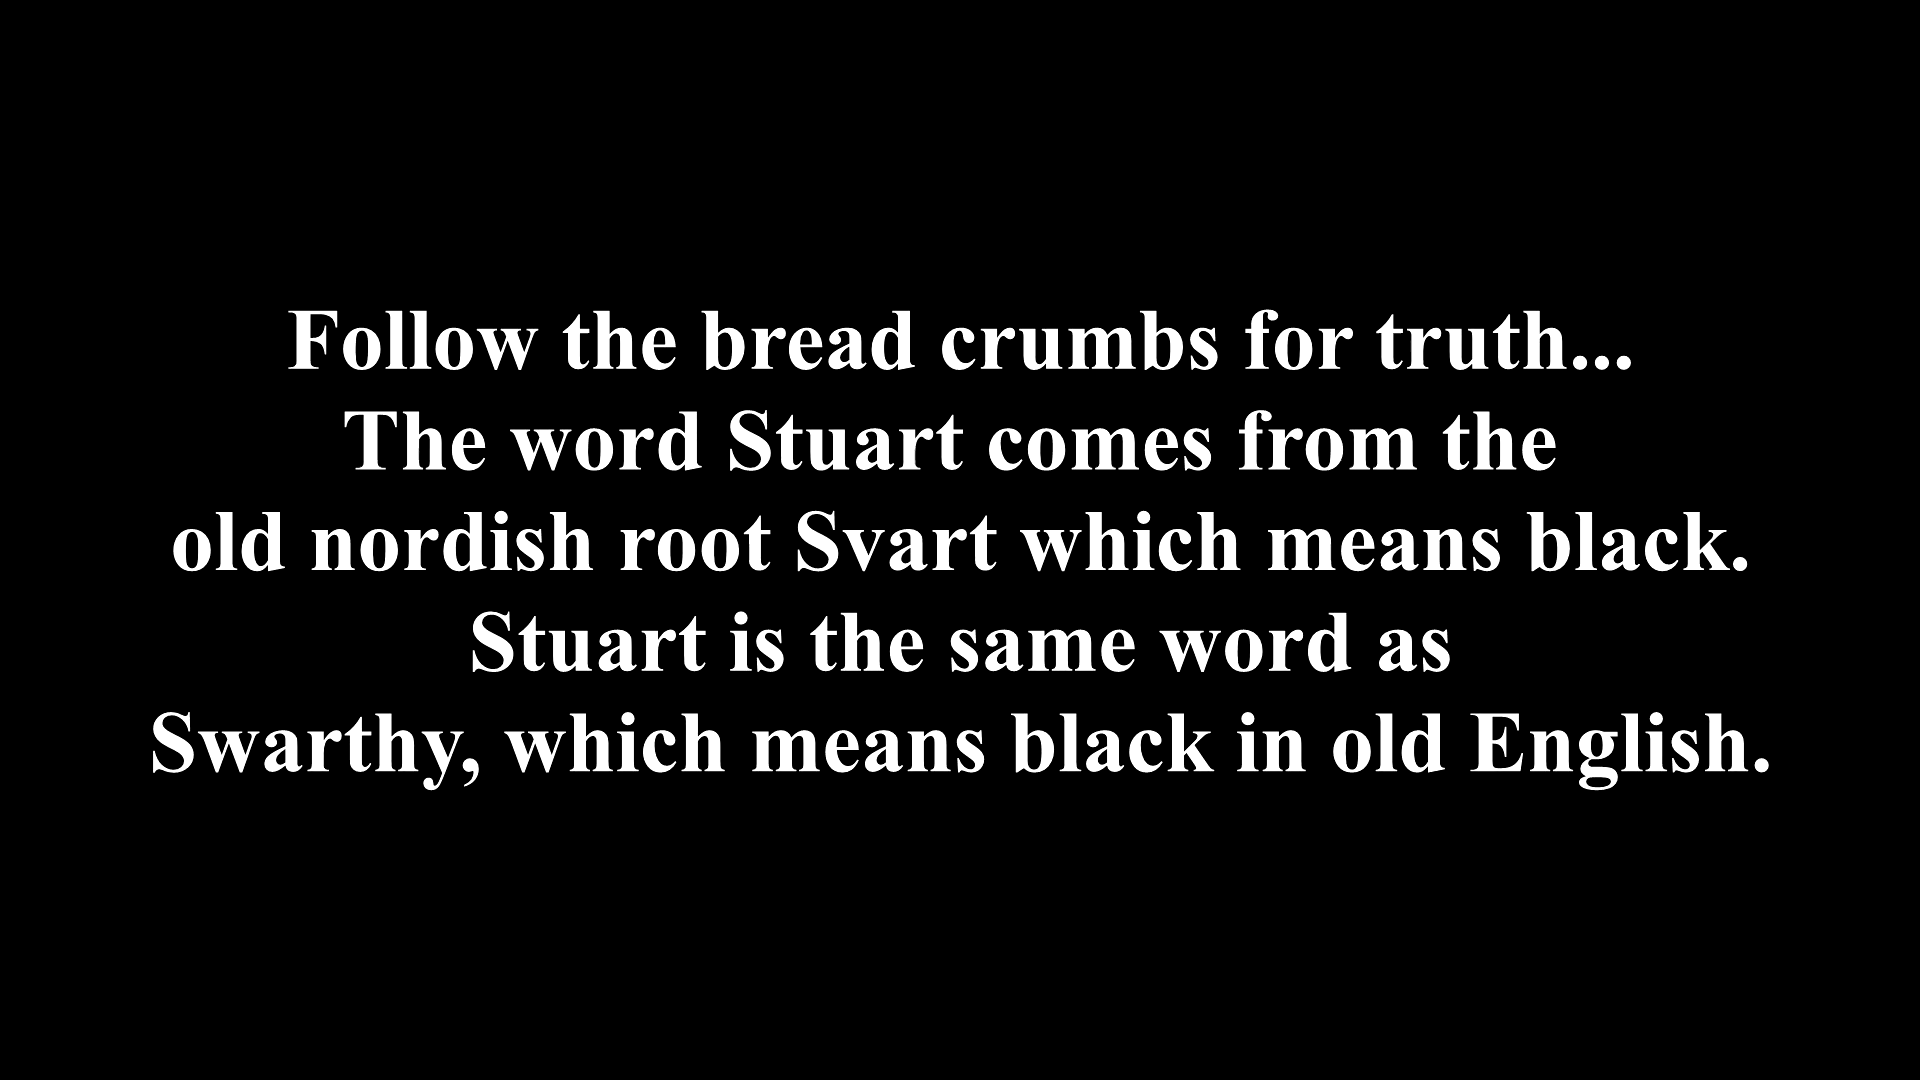 Follow the bread crumbs for truth...
The word Stuart comes from the
old nordish root Svart which means black.
Stuart is the same word as
Swarthy, which means black in old English.